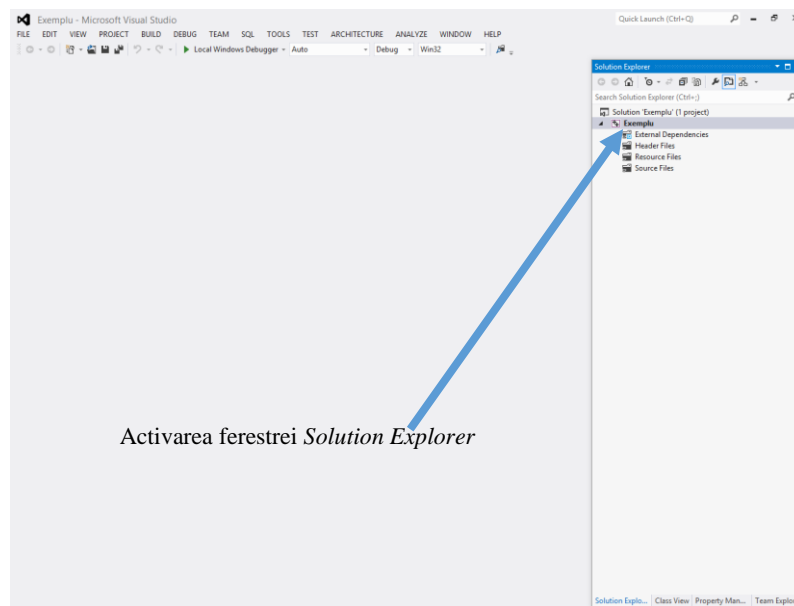 Exemplu - Microsoft Visual Studio
Quick Launch (Ctrl+Q)
FILE EDIT VIEW PROJECT BUILD DEBUG TEAM SQL TOOLS TEST ARCHITECTURE ANALYZE WINDOW HELP
Local Windows Debugger Auto Debug Win32
Solution Explorer
Search Solution Explorer (Ctrl+;)
Solution 'Exemplu' (1 project)
Exemplu
External Dependencies
Header Files
Resource Files
Source Files
Activarea ferestrei Solution Explorer
Solution Explo... Class View Property Man... Team Explo